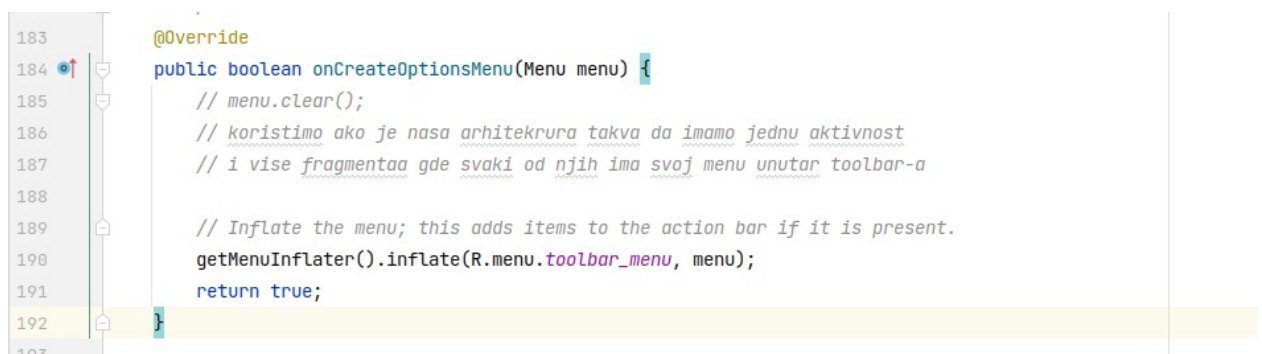 183 @Override
184 public boolean onCreateOptionsMenu(Menu menu) {
185 // menu.clear();
186 // koristimo ako je nasa arhitekrura takva da imamo jednu aktivnost
187 // i vise fragmentaa gde svaki od njih ima svoj menu unutar toolbar-a
188
189 // Inflate the menu; this adds items to the action bar if it is present.
190 getMenuInflater().inflate(R.menu.toolbar_menu, menu);
191 return true;
192 }